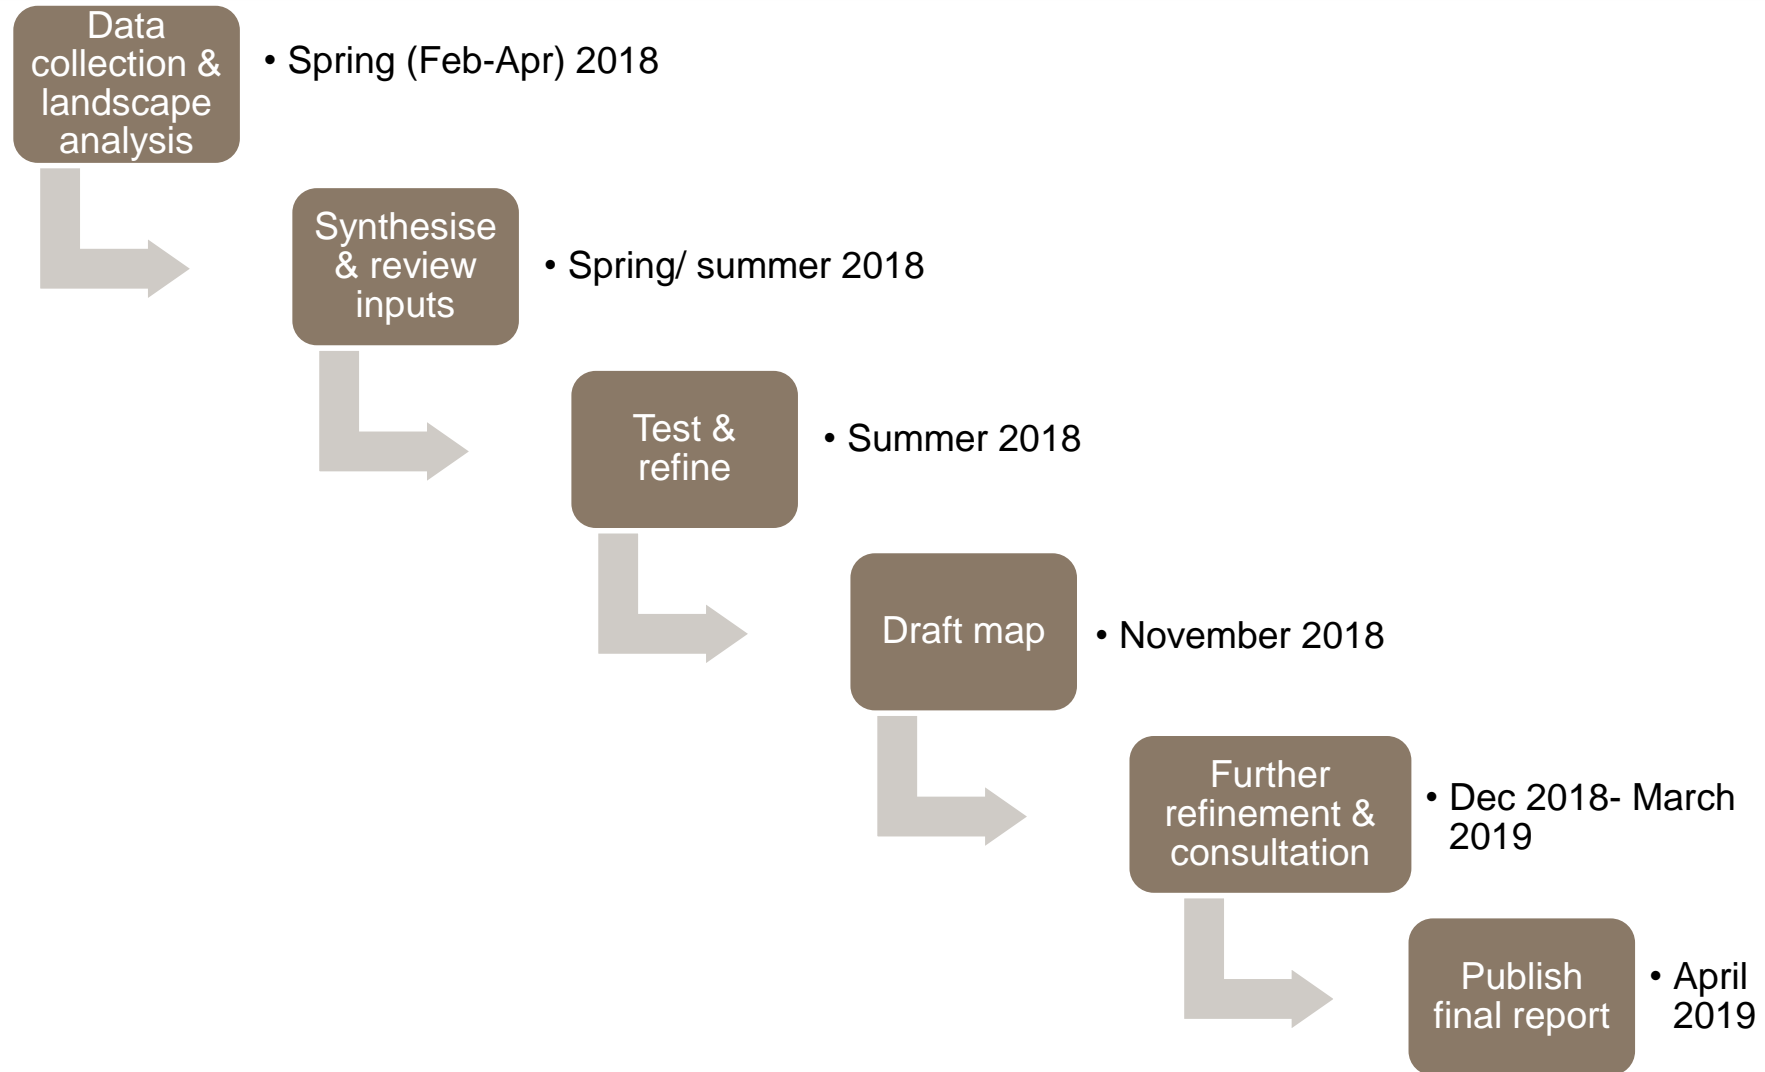 Data
collection &
landscape
analysis
• Spring (Feb-Apr) 2018
Synthesise
& review
inputs
• Spring/ summer 2018
Test &
refine
• Summer 2018
Draft map
• November 2018
Further
refinement &
consultation
• Dec 2018- March
2019
Publish
final report
• April
2019